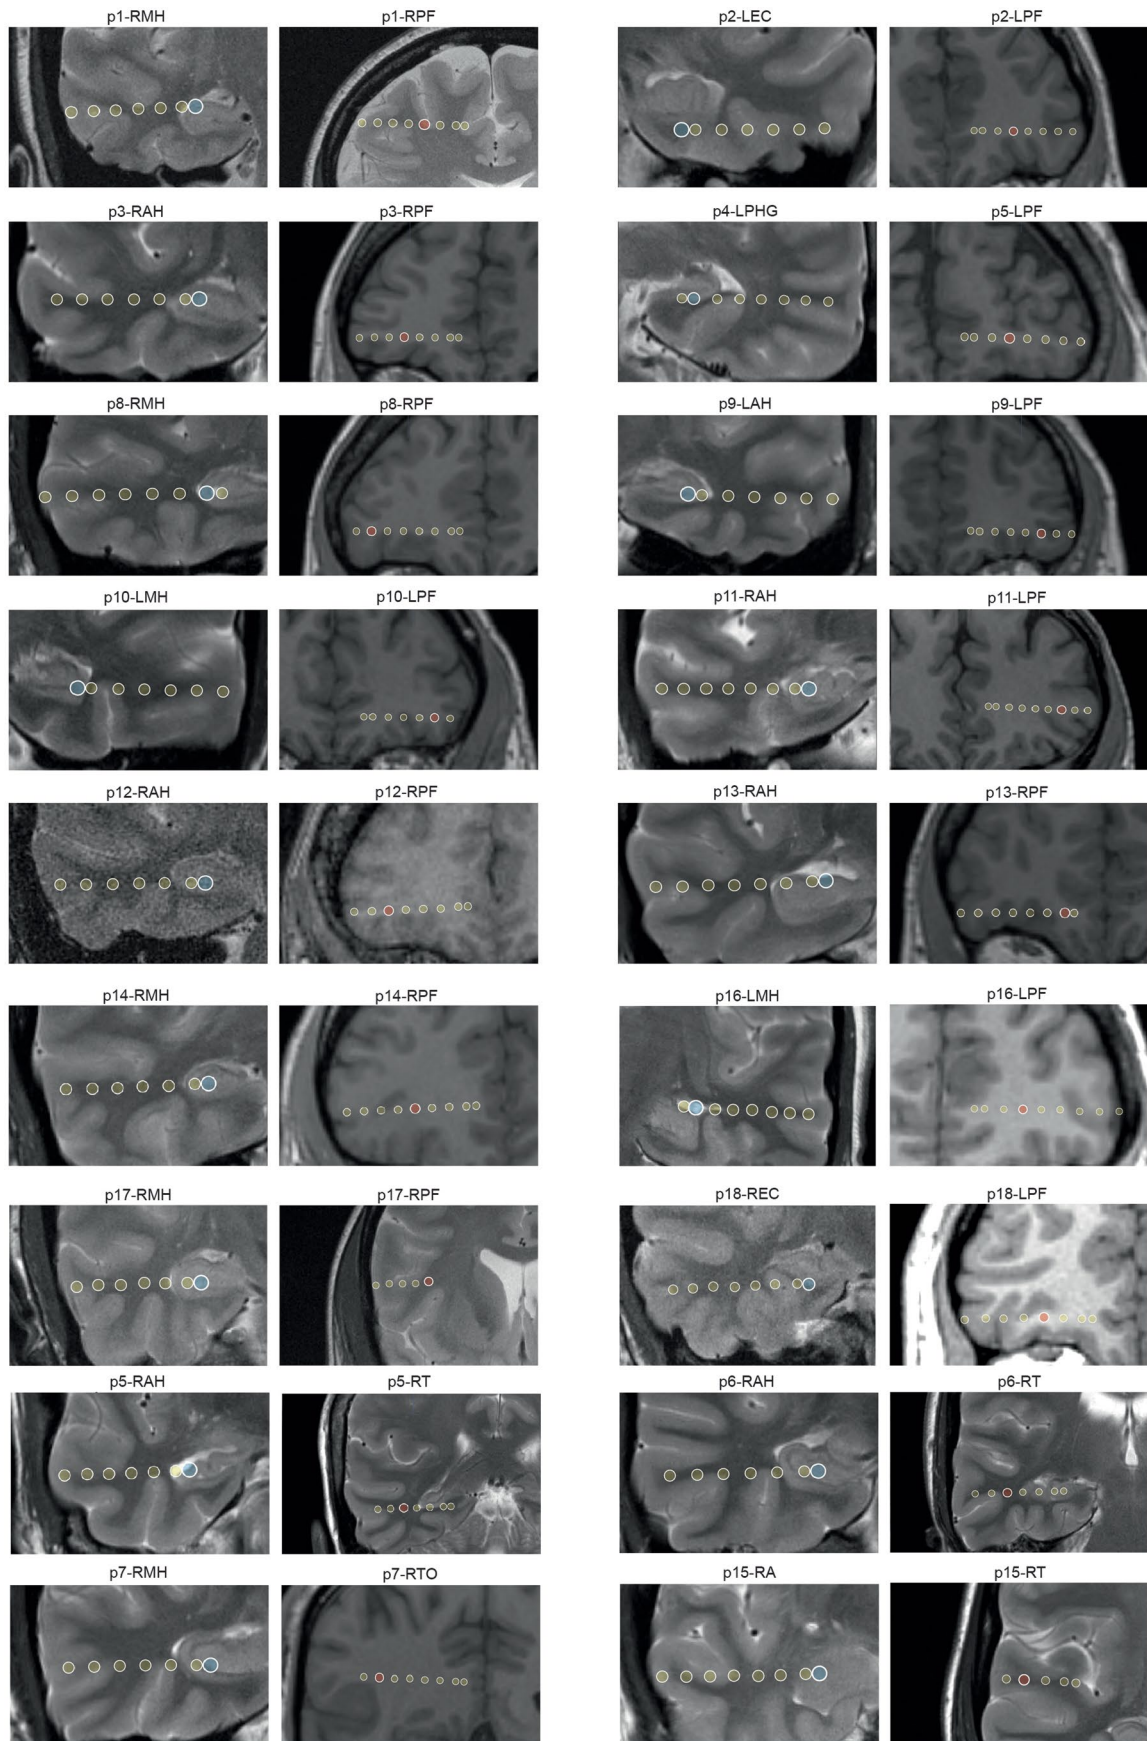 p1-RMH
p1-RPF
p2-LEC
p2-LPF
p3-RAH
p3-RPF
p4-LPHG
p5-LPF
p8-RMH
p8-RPF
p9-LAH
p9-LPF
p10-LMH
p10-LPF
p11-RAH
p11-LPF
p12-RAH
p12-RPF
p13-RAH
p13-RPF
p14-RMH
p14-RPF
p16-LMH
p16-LPF
p17-RMH
p17-RPF
p18-REC
p18-LPF
p5-RAH
p5-RT
p6-RAH
p6-RT
p7-RMH
p7-RTO
p15-RA
p15-RT